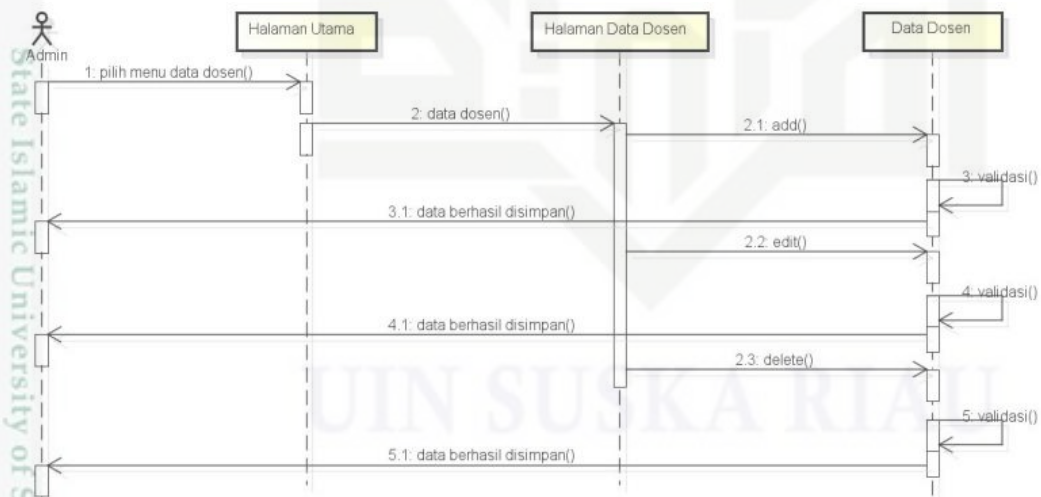 Halaman Utama
Halaman Data Dosen
Data Dosen
Admin
1: pilih menu data dosen()
2: data dosen()
2.1: add()
3: validasi()
3.1: data berhasil disimpan()
2.2: edit()
4: validasi()
4.1: data berhasil disimpan()
2.3: delete()
5: validasi()
5.1: data berhasil disimpan()
UIN SUSKA RIAU
State Islamic University of S